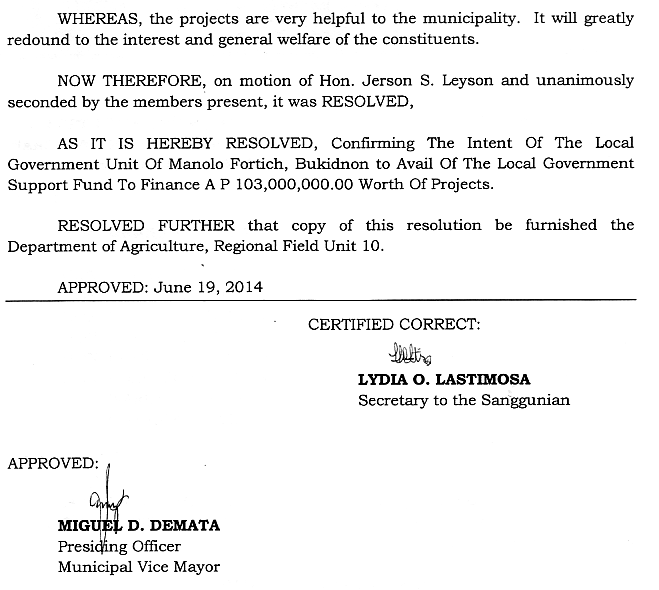 WHEREAS, the projects are very helpful to the municipality. It will greatly
redound to the interest and general welfare of the constituents.
NOW THEREFORE, on motion of Hon. Jerson S. Leyson and unanimously
seconded by the members present, it was RESOLVED,
AS IT IS HEREBY RESOLVED, Confirming The Intent Of The Local
Government Unit Of Manolo Fortich, Bukidnon to Avail Of The Local Government
Support Fund To Finance A P 103,000,000.00 Worth Of Projects.
RESOLVED FURTHER that copy of this resolution be furnished the
Department of Agriculture, Regional Field Unit 10.
APPROVED: June 19, 2014
CERTIFIED CORRECT:
LYDIA O. LASTIMOSA
Secretary to the Sanggunian
APPROVED:
MIGUEL D. DEMATA
Presiding Officer
Municipal Vice Mayor